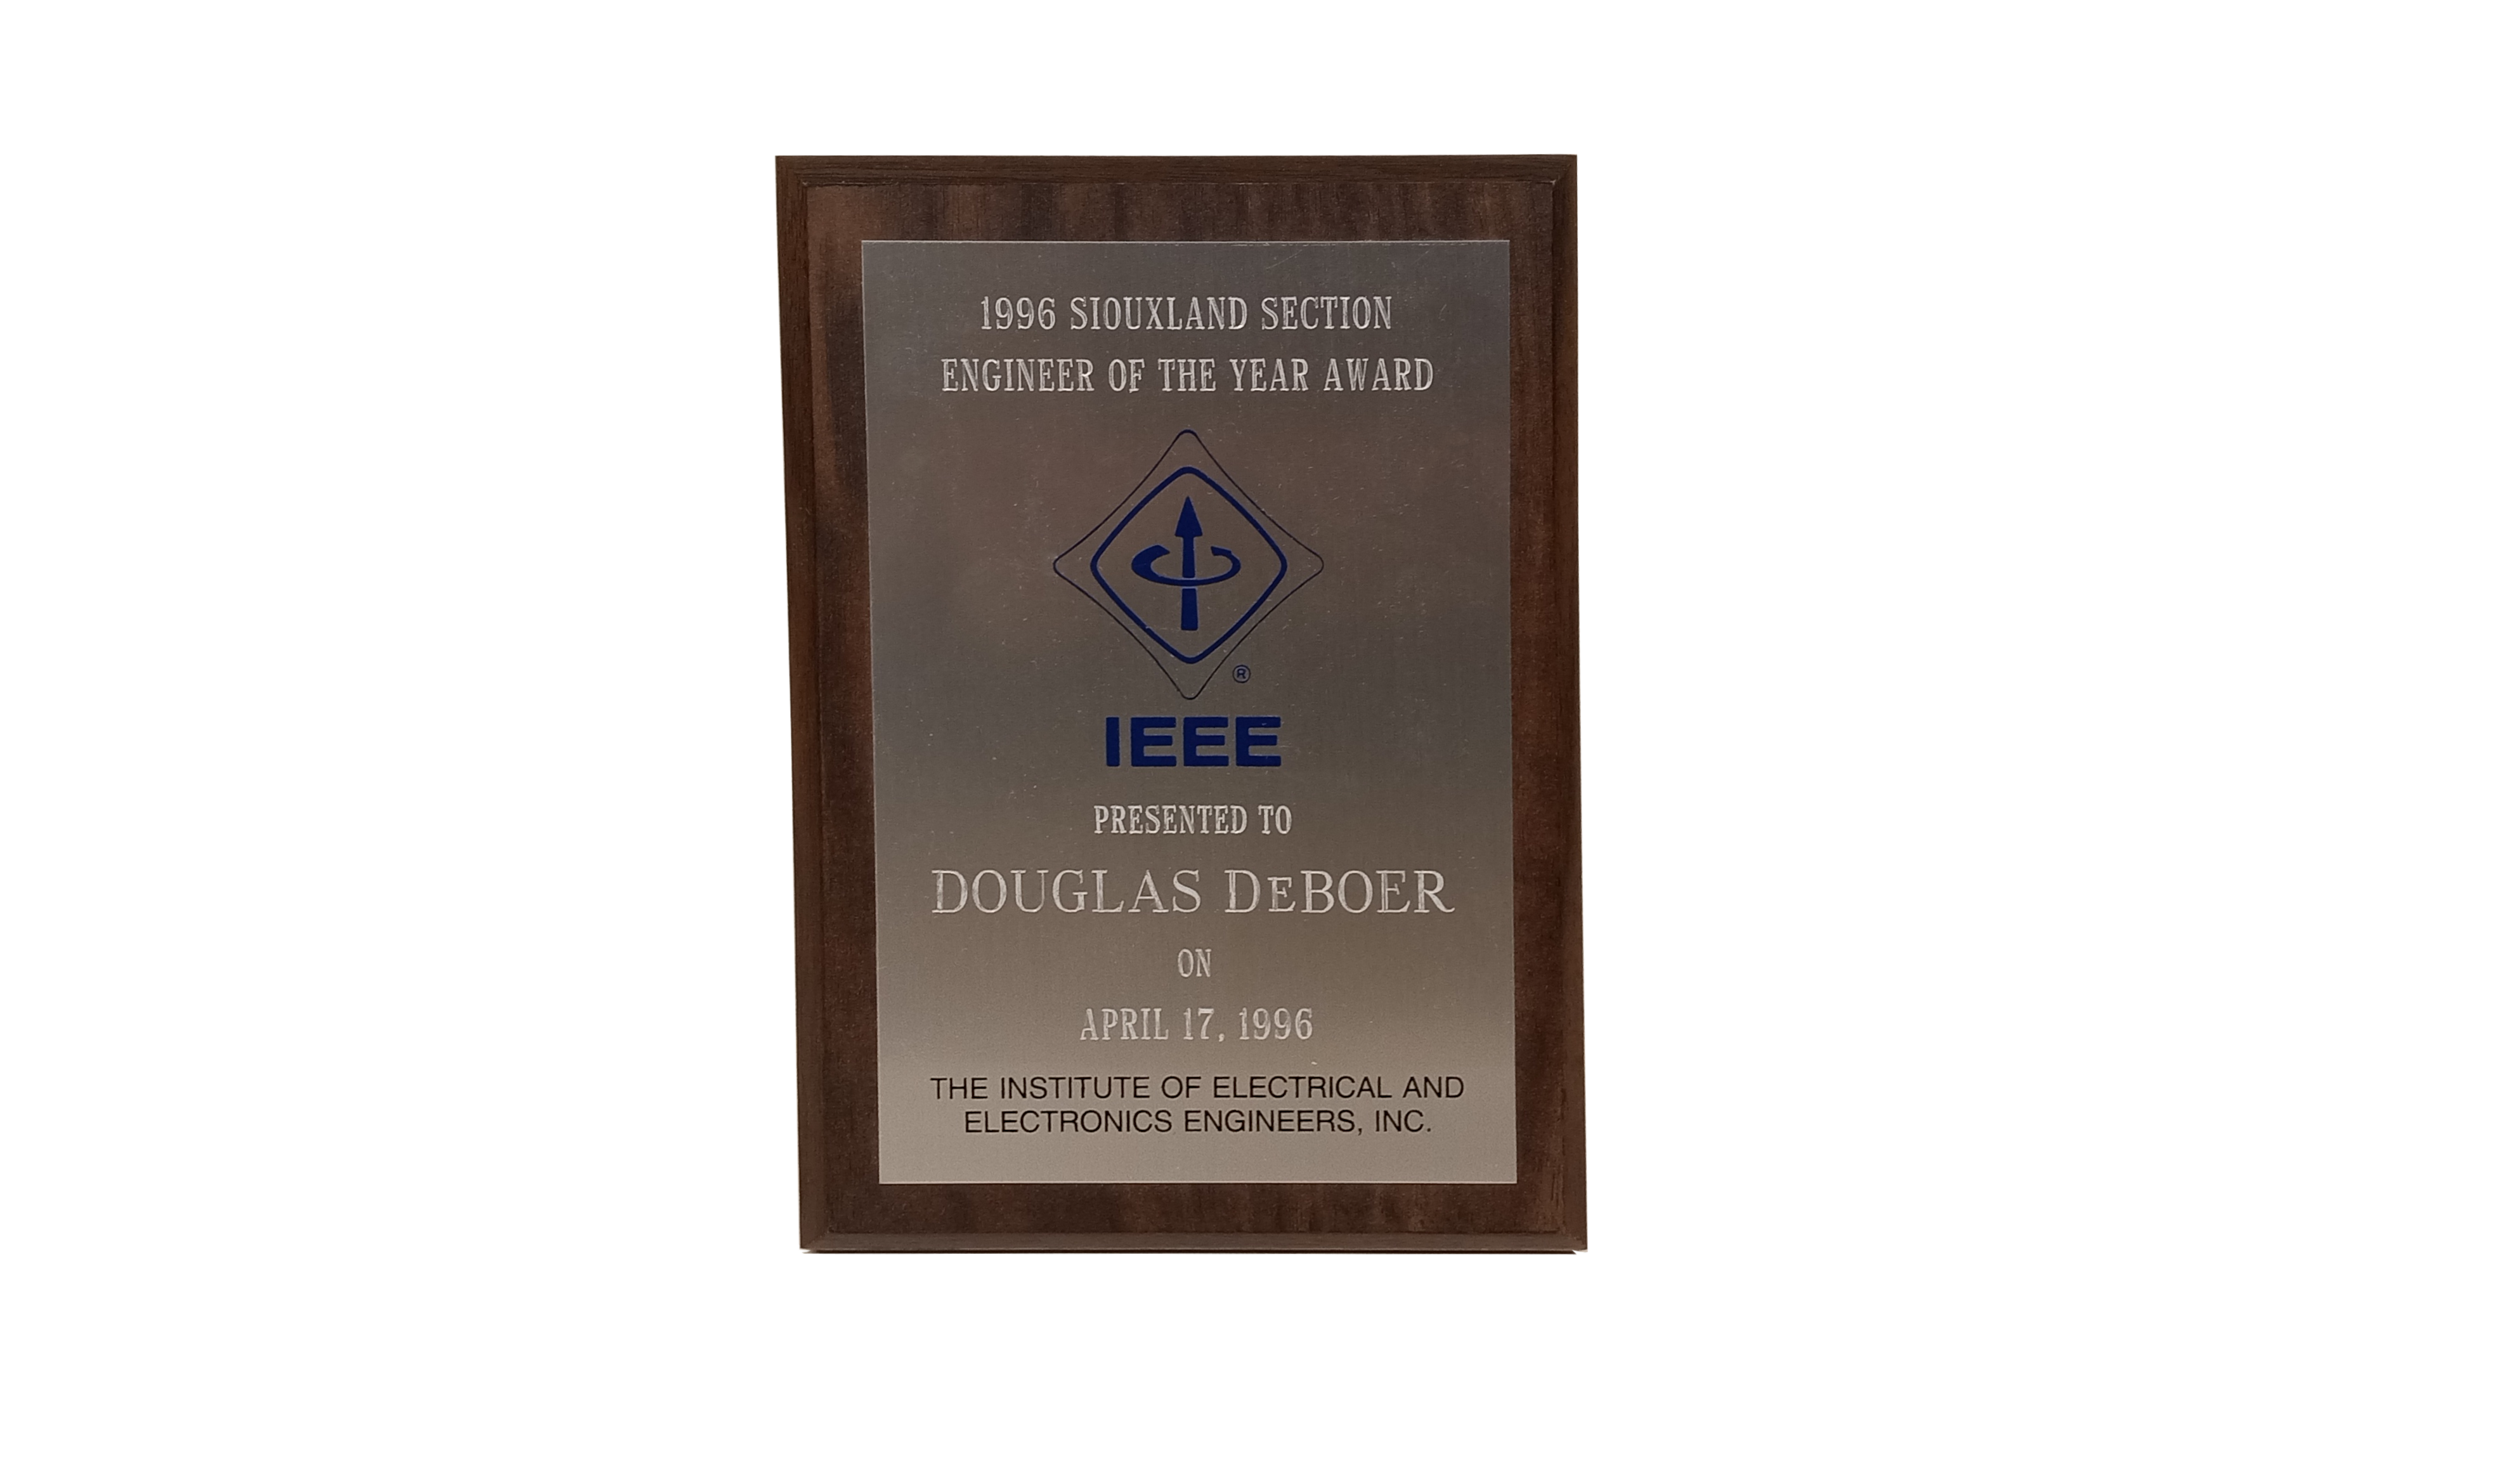 1996 SIOUXLAND SECTION
ENGINEER OF THE YEAR AWARD
®
IEEE
PRESENTED TO
DOUGLAS DeBOER
ON
APRIL 17, 1996
THE INSTITUTE OF ELECTRICAL AND
ELECTRONICS ENGINEERS, INC.